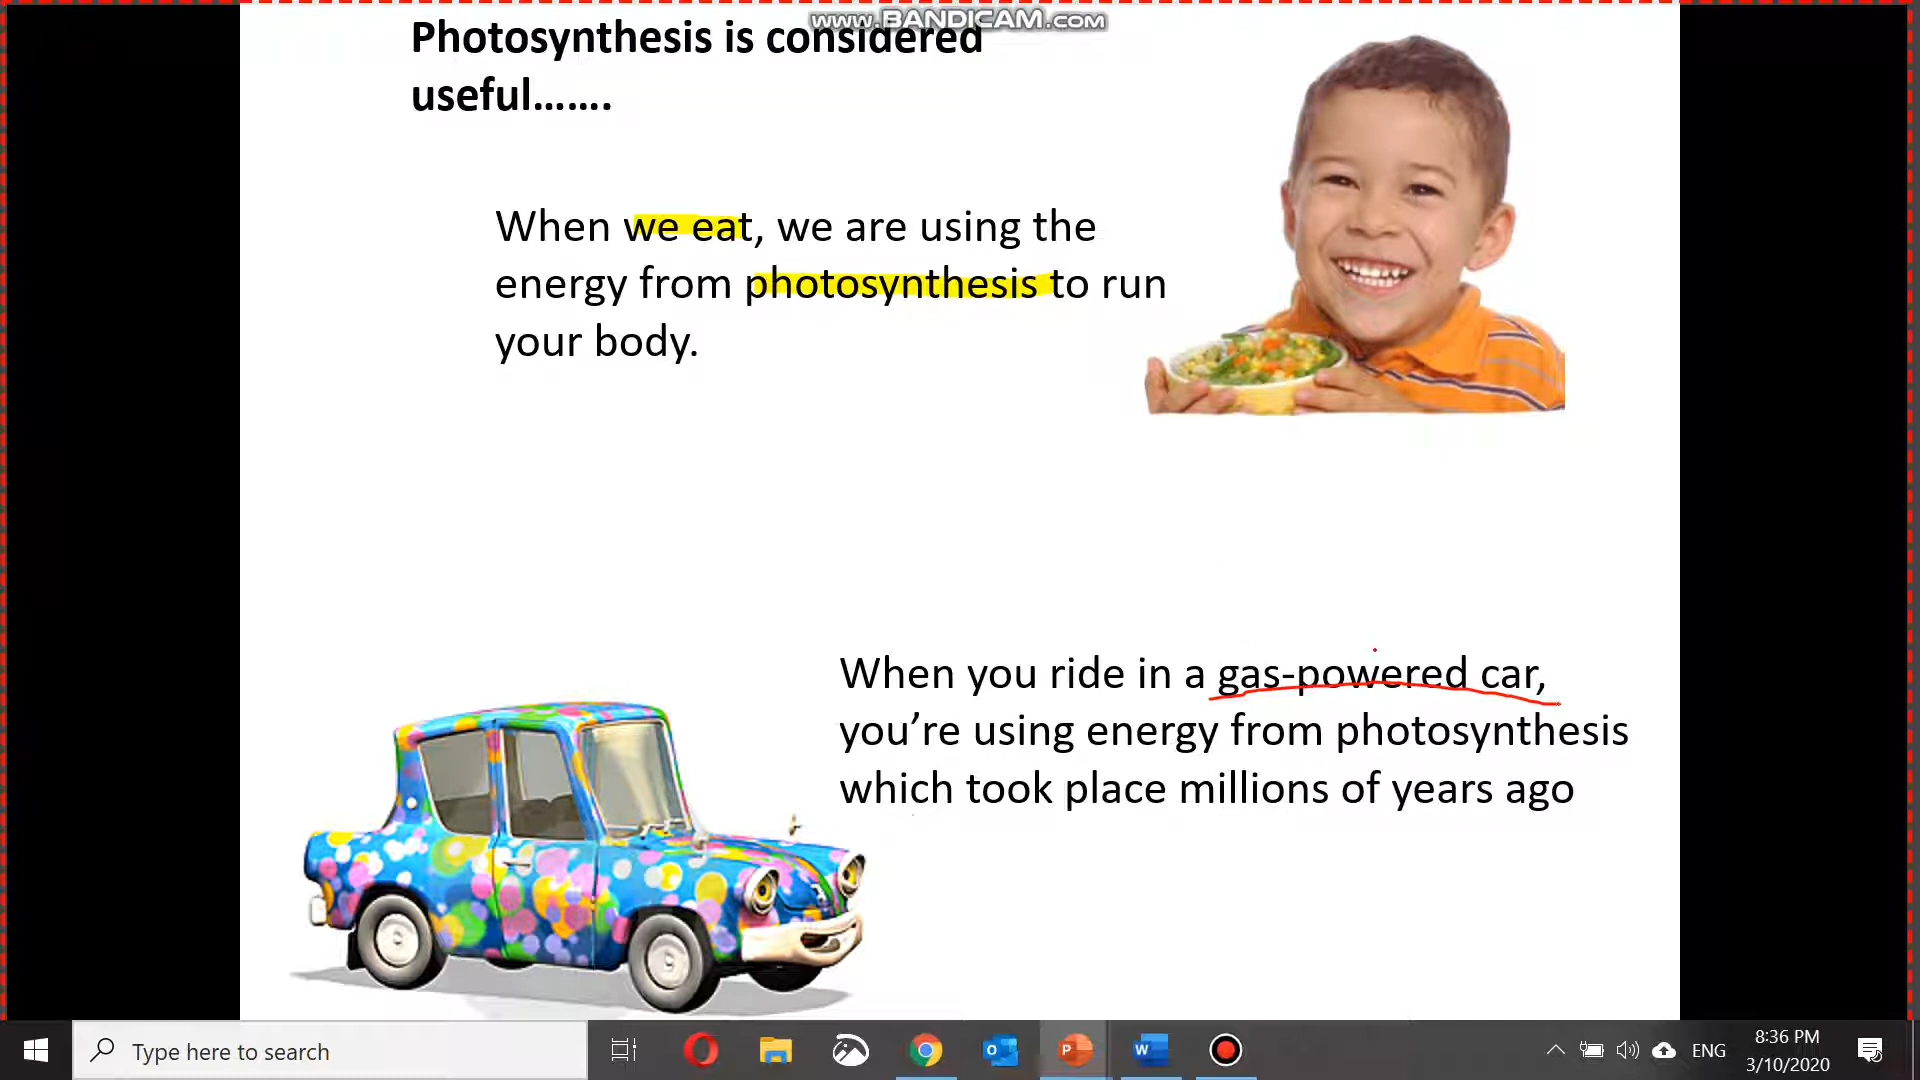 www.BANDICAM.com
Photosynthesis is considered
useful…….
When we eat, we are using the
energy from photosynthesis to run
your body.
When you ride in a gas-powered car,
you’re using energy from photosynthesis
which took place millions of years ago
Type here to search
ENG
8:36 PM
3/10/2020